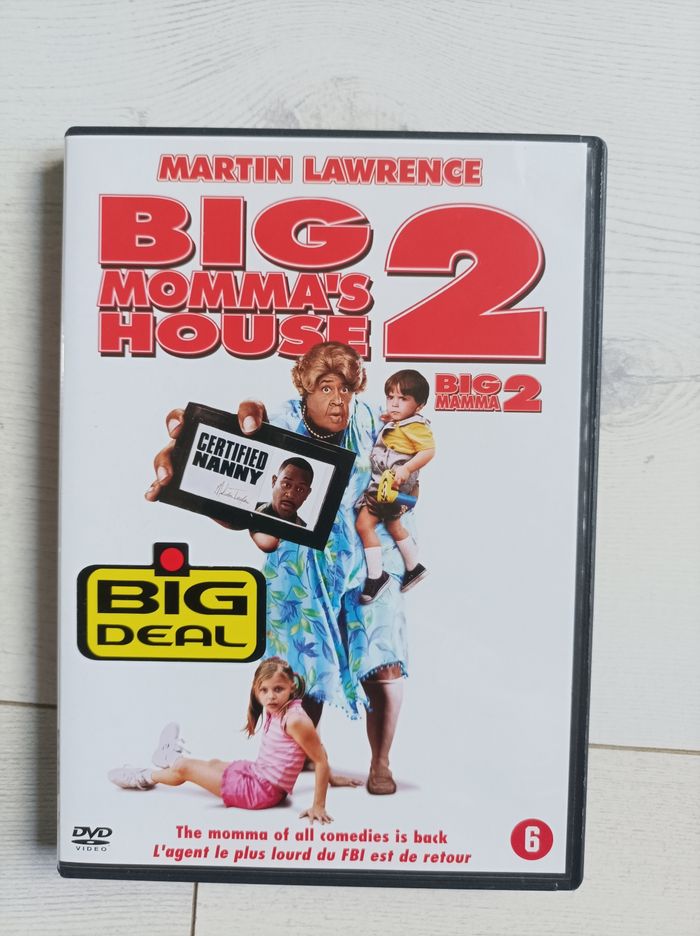 MARTIN LAWRENCE
BIG
MOMMA'S
HOUSE
2
BIG
MAMMA
2
CERTIFIED
NANNY
BIG
DEAL
The momma of all comedies is back
L'agent le plus lourd du FBI est de retour
DVD
VIDEO
6